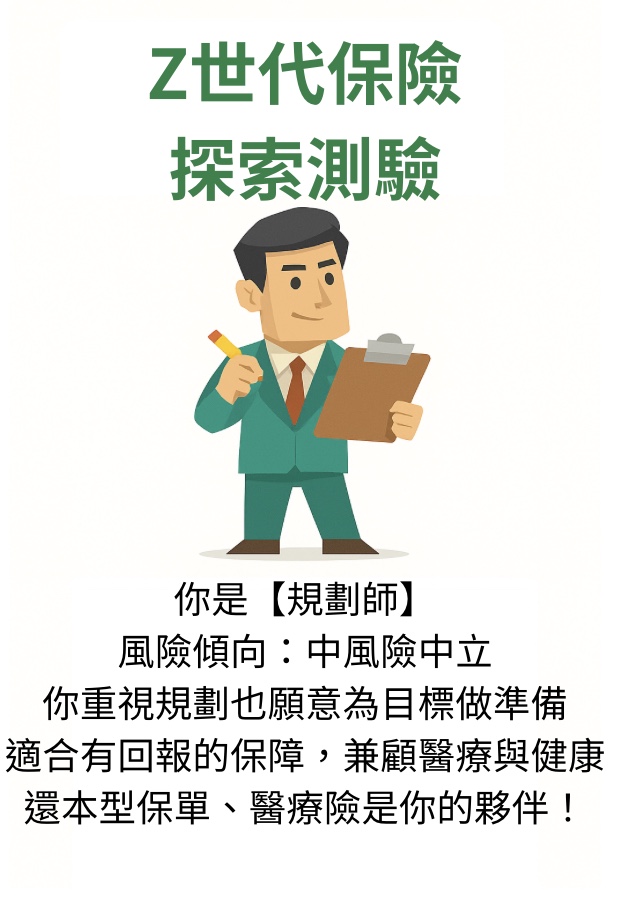 Z世代保險
探索測驗
你是【規劃師】
風險傾向：中風險中立
你重視規劃也願意為目標做準備
適合有回報的保障，兼顧醫療與健康
還本型保單、醫療險是你的夥伴！